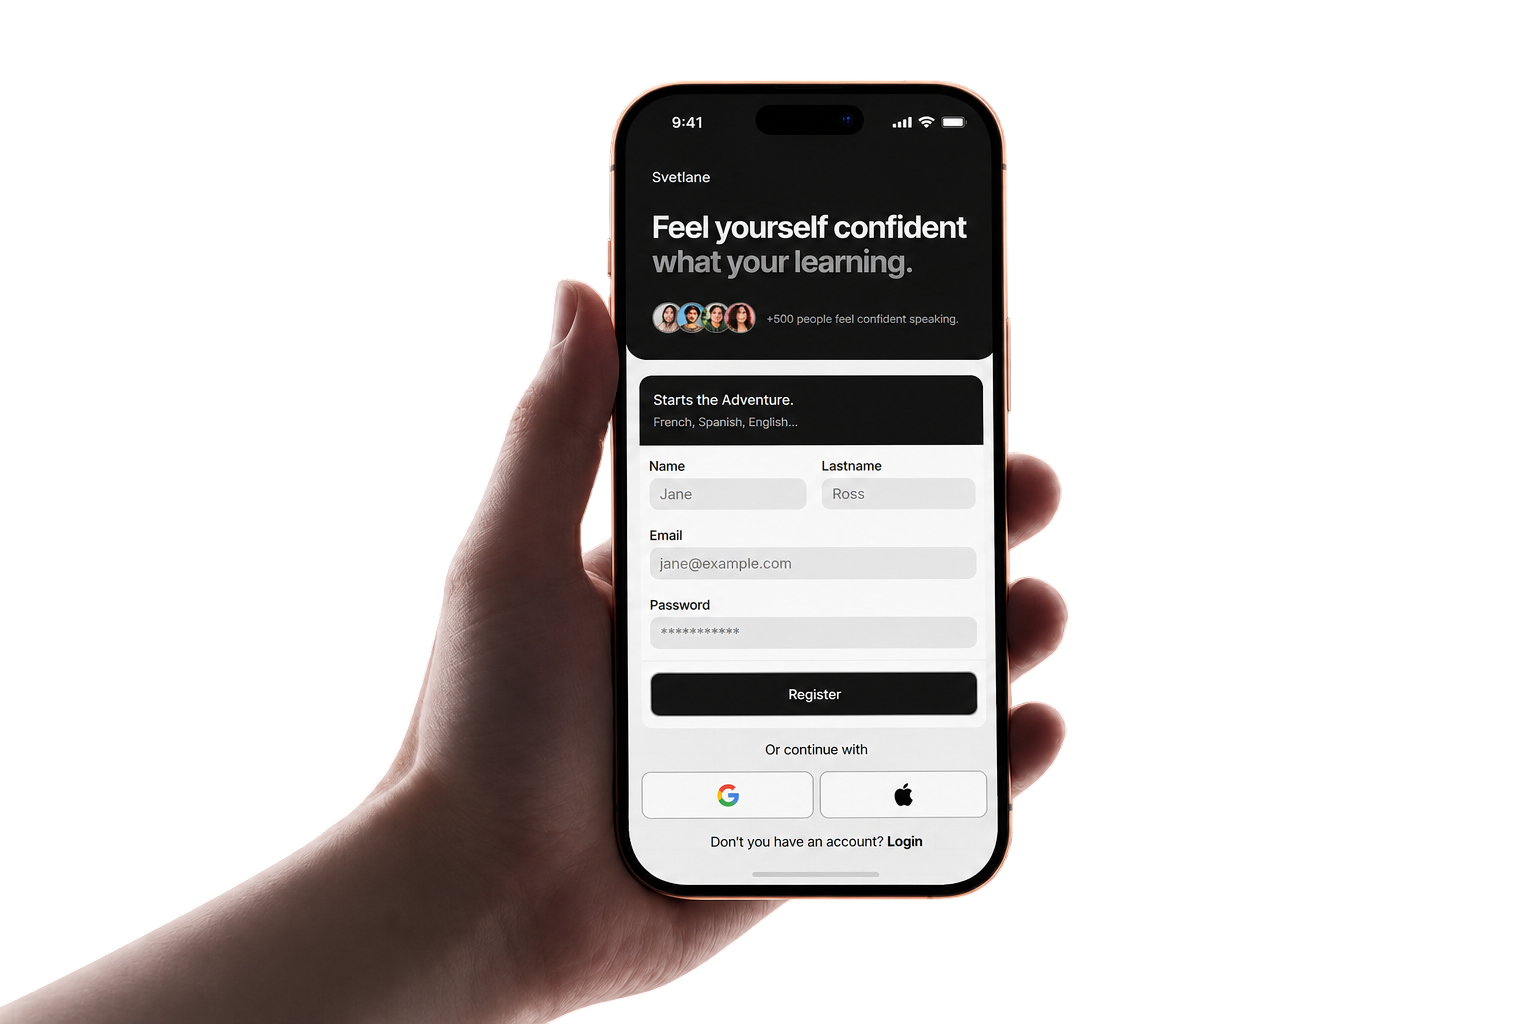 9:41
Svetlane
Feel yourself confident
what your learning.
+500 people feel confident speaking.
Starts the Adventure.
French, Spanish, English...
Name Lastname
Jane Ross
Email
jane@example.com
Password
***********
Register
Or continue with
G
Don't you have an account? Login